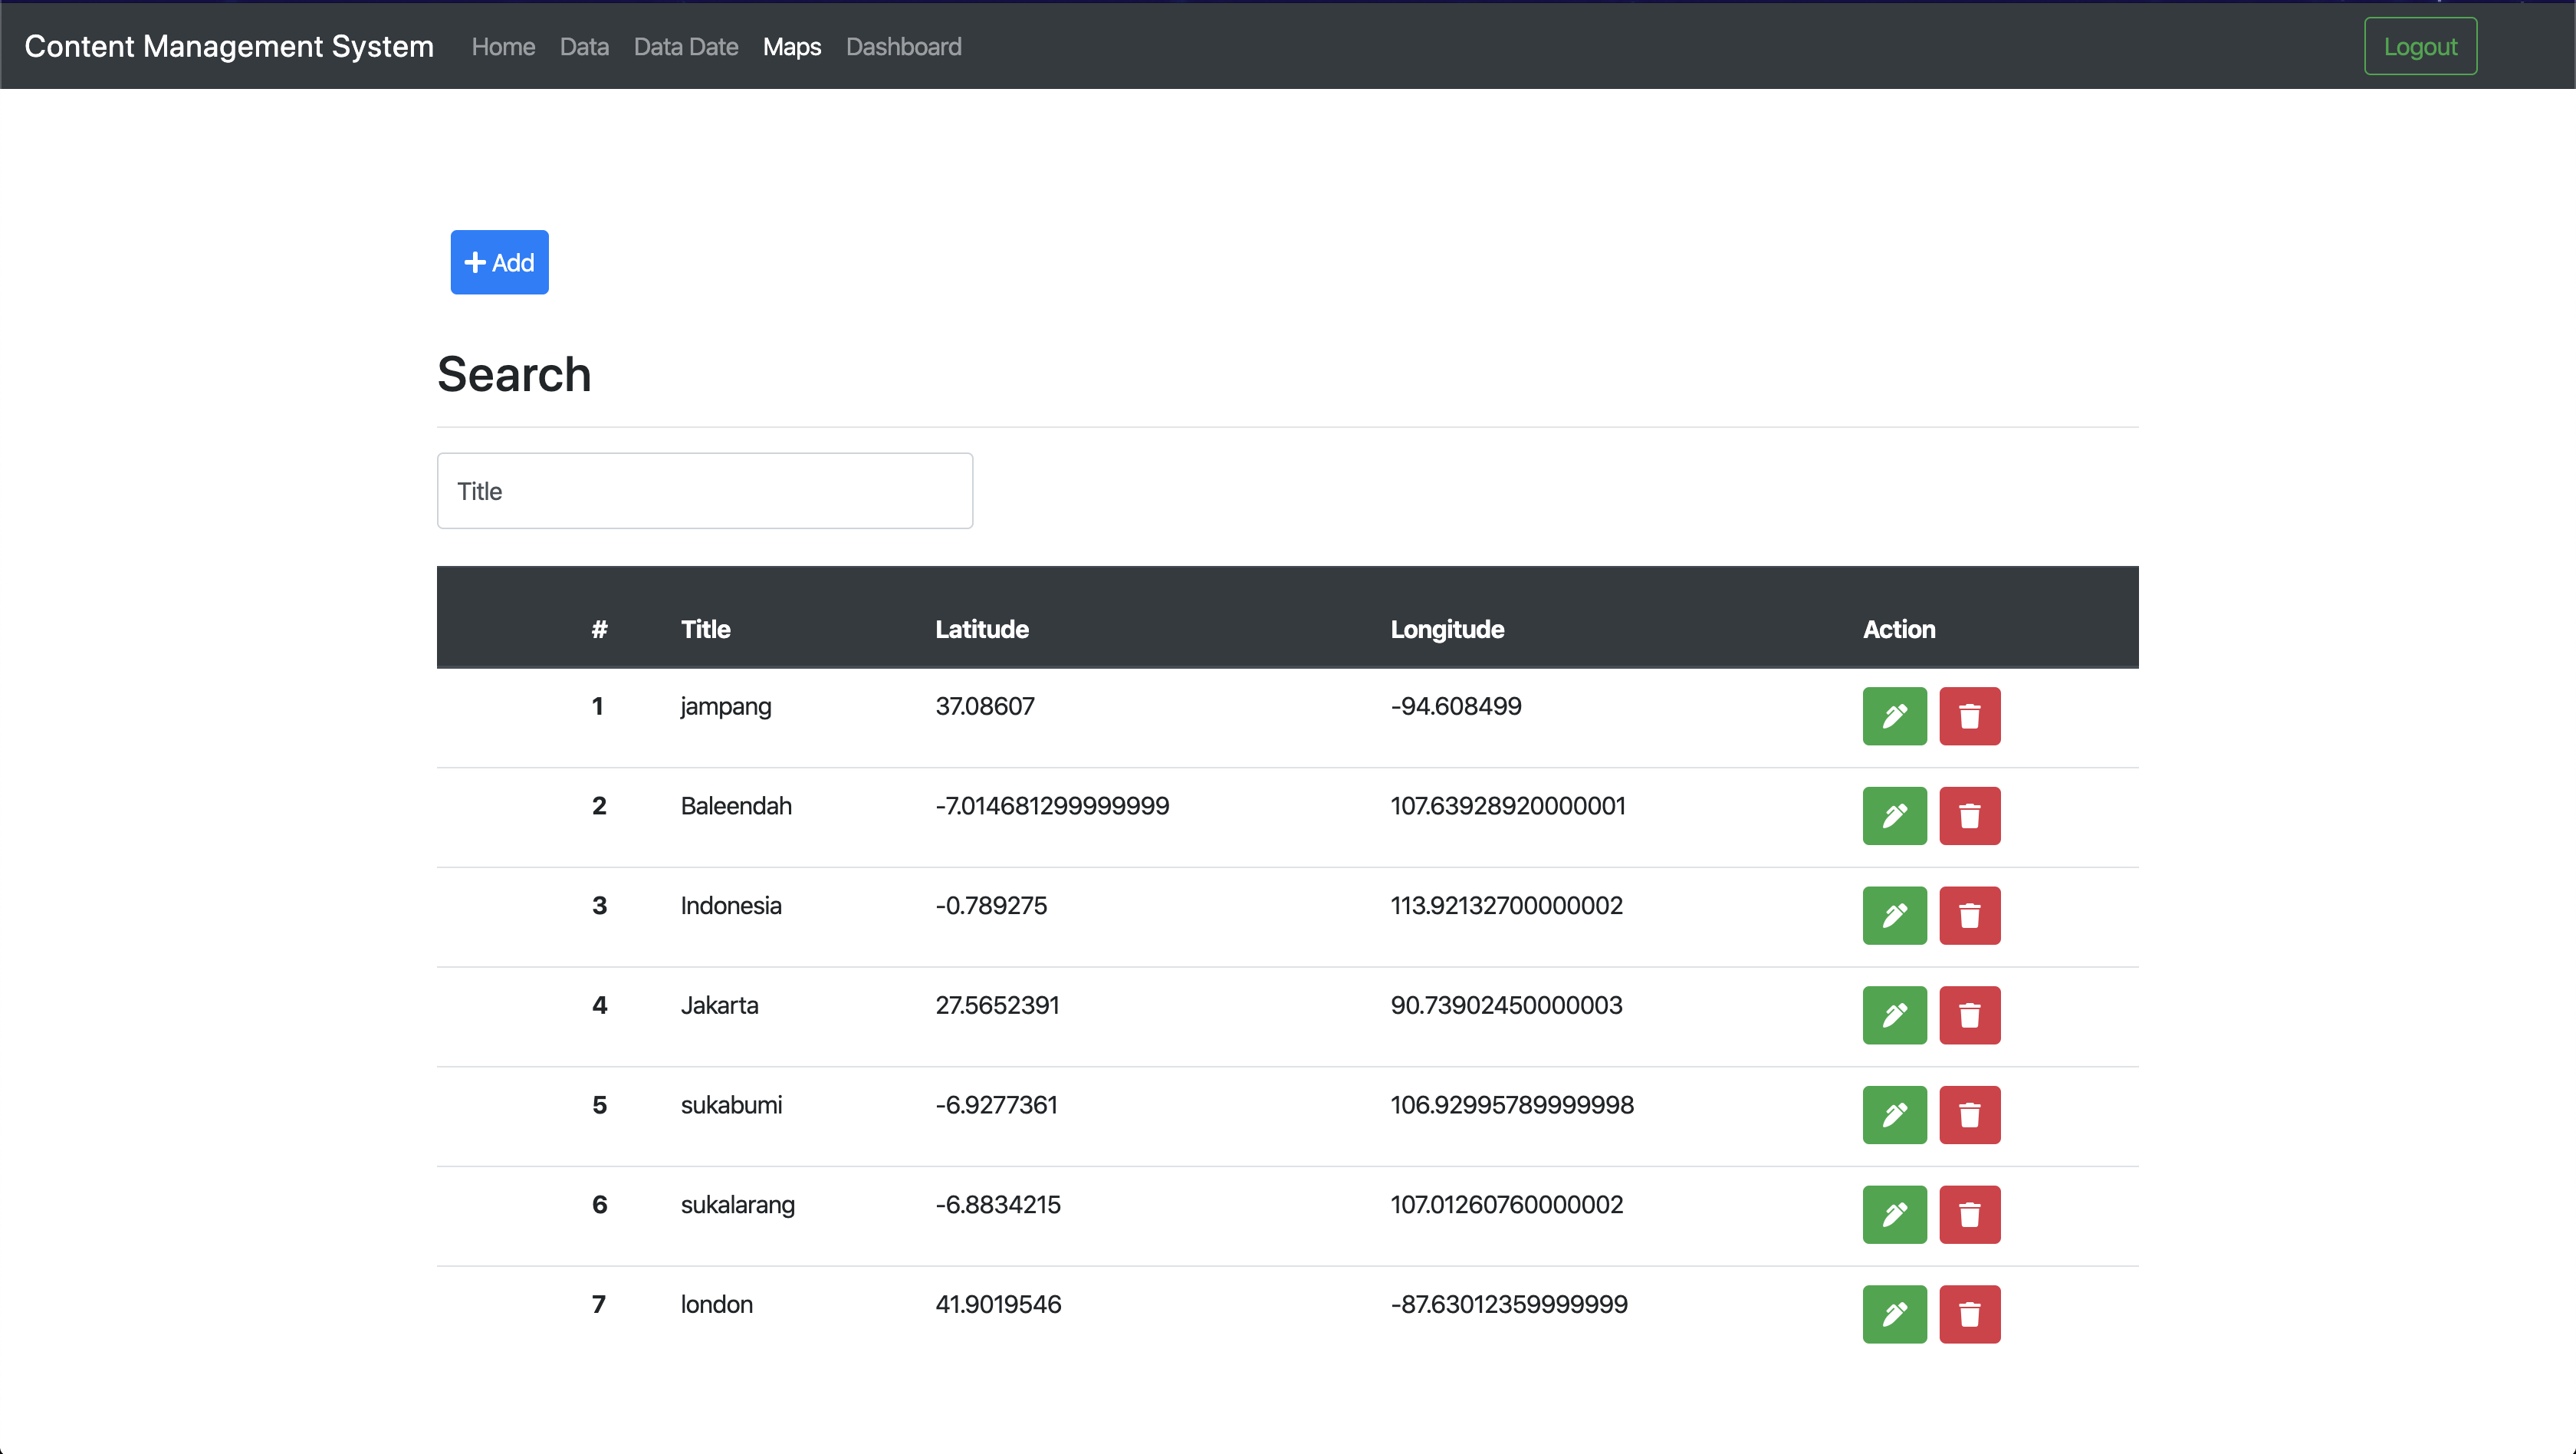 Content Management System Home Data Data Date Maps Dashboard Logout
Add
Search
Title
# Title Latitude Longitude Action
1 jampang 37.08607 -94.608499
2 Baleendah -7.014681299999999 107.63928920000001
3 Indonesia -0.789275 113.92132700000002
4 Jakarta 27.5652391 90.73902450000003
5 sukabumi -6.9277361 106.92995789999998
6 sukalarang -6.8834215 107.01260760000002
7 london 41.9019546 -87.63012359999999